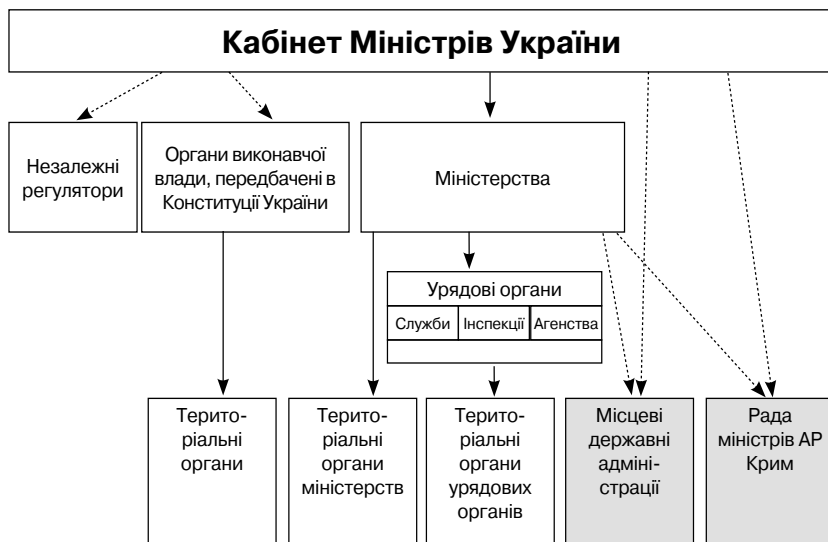 Кабінет Міністрів України
Незалежні
регулятори
Органи виконавчої
влади, передбачені в
Конституції України
Міністерства
Урядові органи
Служби
Інспекції
Агенства
Терито-
ріальні
органи
Терито-
ріальні
органи
міністерств
Терито-
ріальні
органи
урядових
органів
Місцеві
державні
адміні-
страції
Рада
міністрів АР
Крим